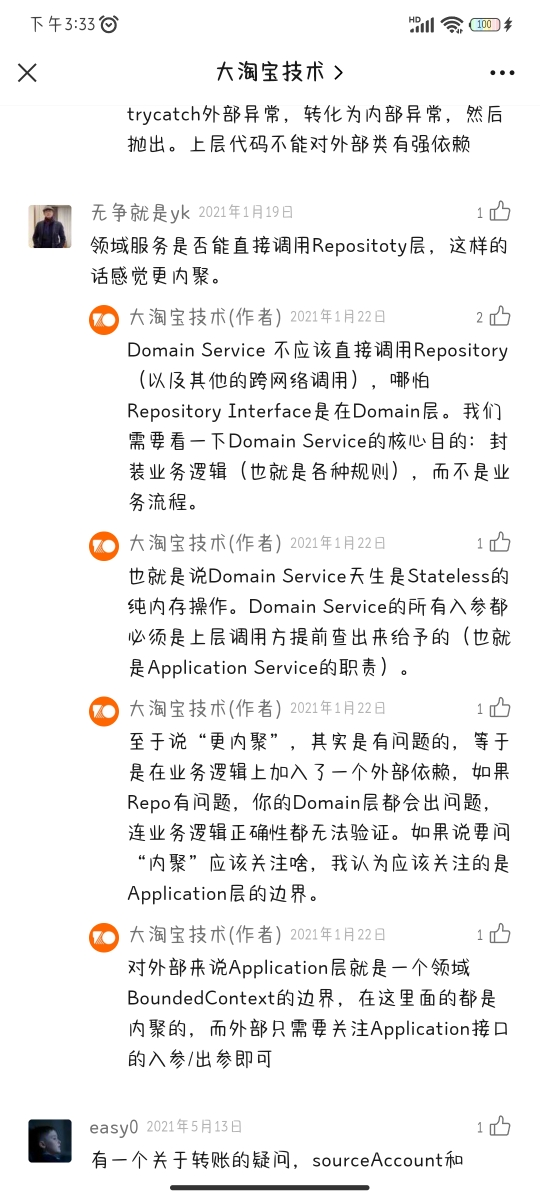 下午3:33
HD
100
大淘宝技术
trycatch外部异常，转化为内部异常，然后
抛出。上层代码不能对外部类有强依赖
无争就是yk 2021年1月19日 1
领域服务是否能直接调用Repositoty层，这样的
话感觉更内聚。
大淘宝技术(作者) 2021年1月22日 2
Domain Service 不应该直接调用Repository
（以及其他的跨网络调用），哪怕
Repository Interface是在Domain层。我们
需要看一下Domain Service的核心目的：封
装业务逻辑（也就是各种规则），而不是业
务流程。
大淘宝技术(作者) 2021年1月22日 1
也就是说Domain Service天生是Stateless的
纯内存操作。Domain Service的所有入参都
必须是上层调用方提前查出来给予的（也就
是Application Service的职责）。
大淘宝技术(作者) 2021年1月22日 1
至于说“更内聚”，其实是有问题的，等于
是在业务逻辑上加入了一个外部依赖，如果
Repo有问题，你的Domain层都会出问题，
连业务逻辑正确性都无法验证。如果说要问
“内聚”应该关注啥，我认为应该关注的是
Application层的边界。
大淘宝技术(作者) 2021年1月22日 1
对外部来说Application层就是一个领域
BoundedContext的边界，在这里面的都是
内聚的，而外部只需要关注Application接口
的入参/出参即可
easy0 2021年5月13日 1
有一个关于转账的疑问，sourceAccount和